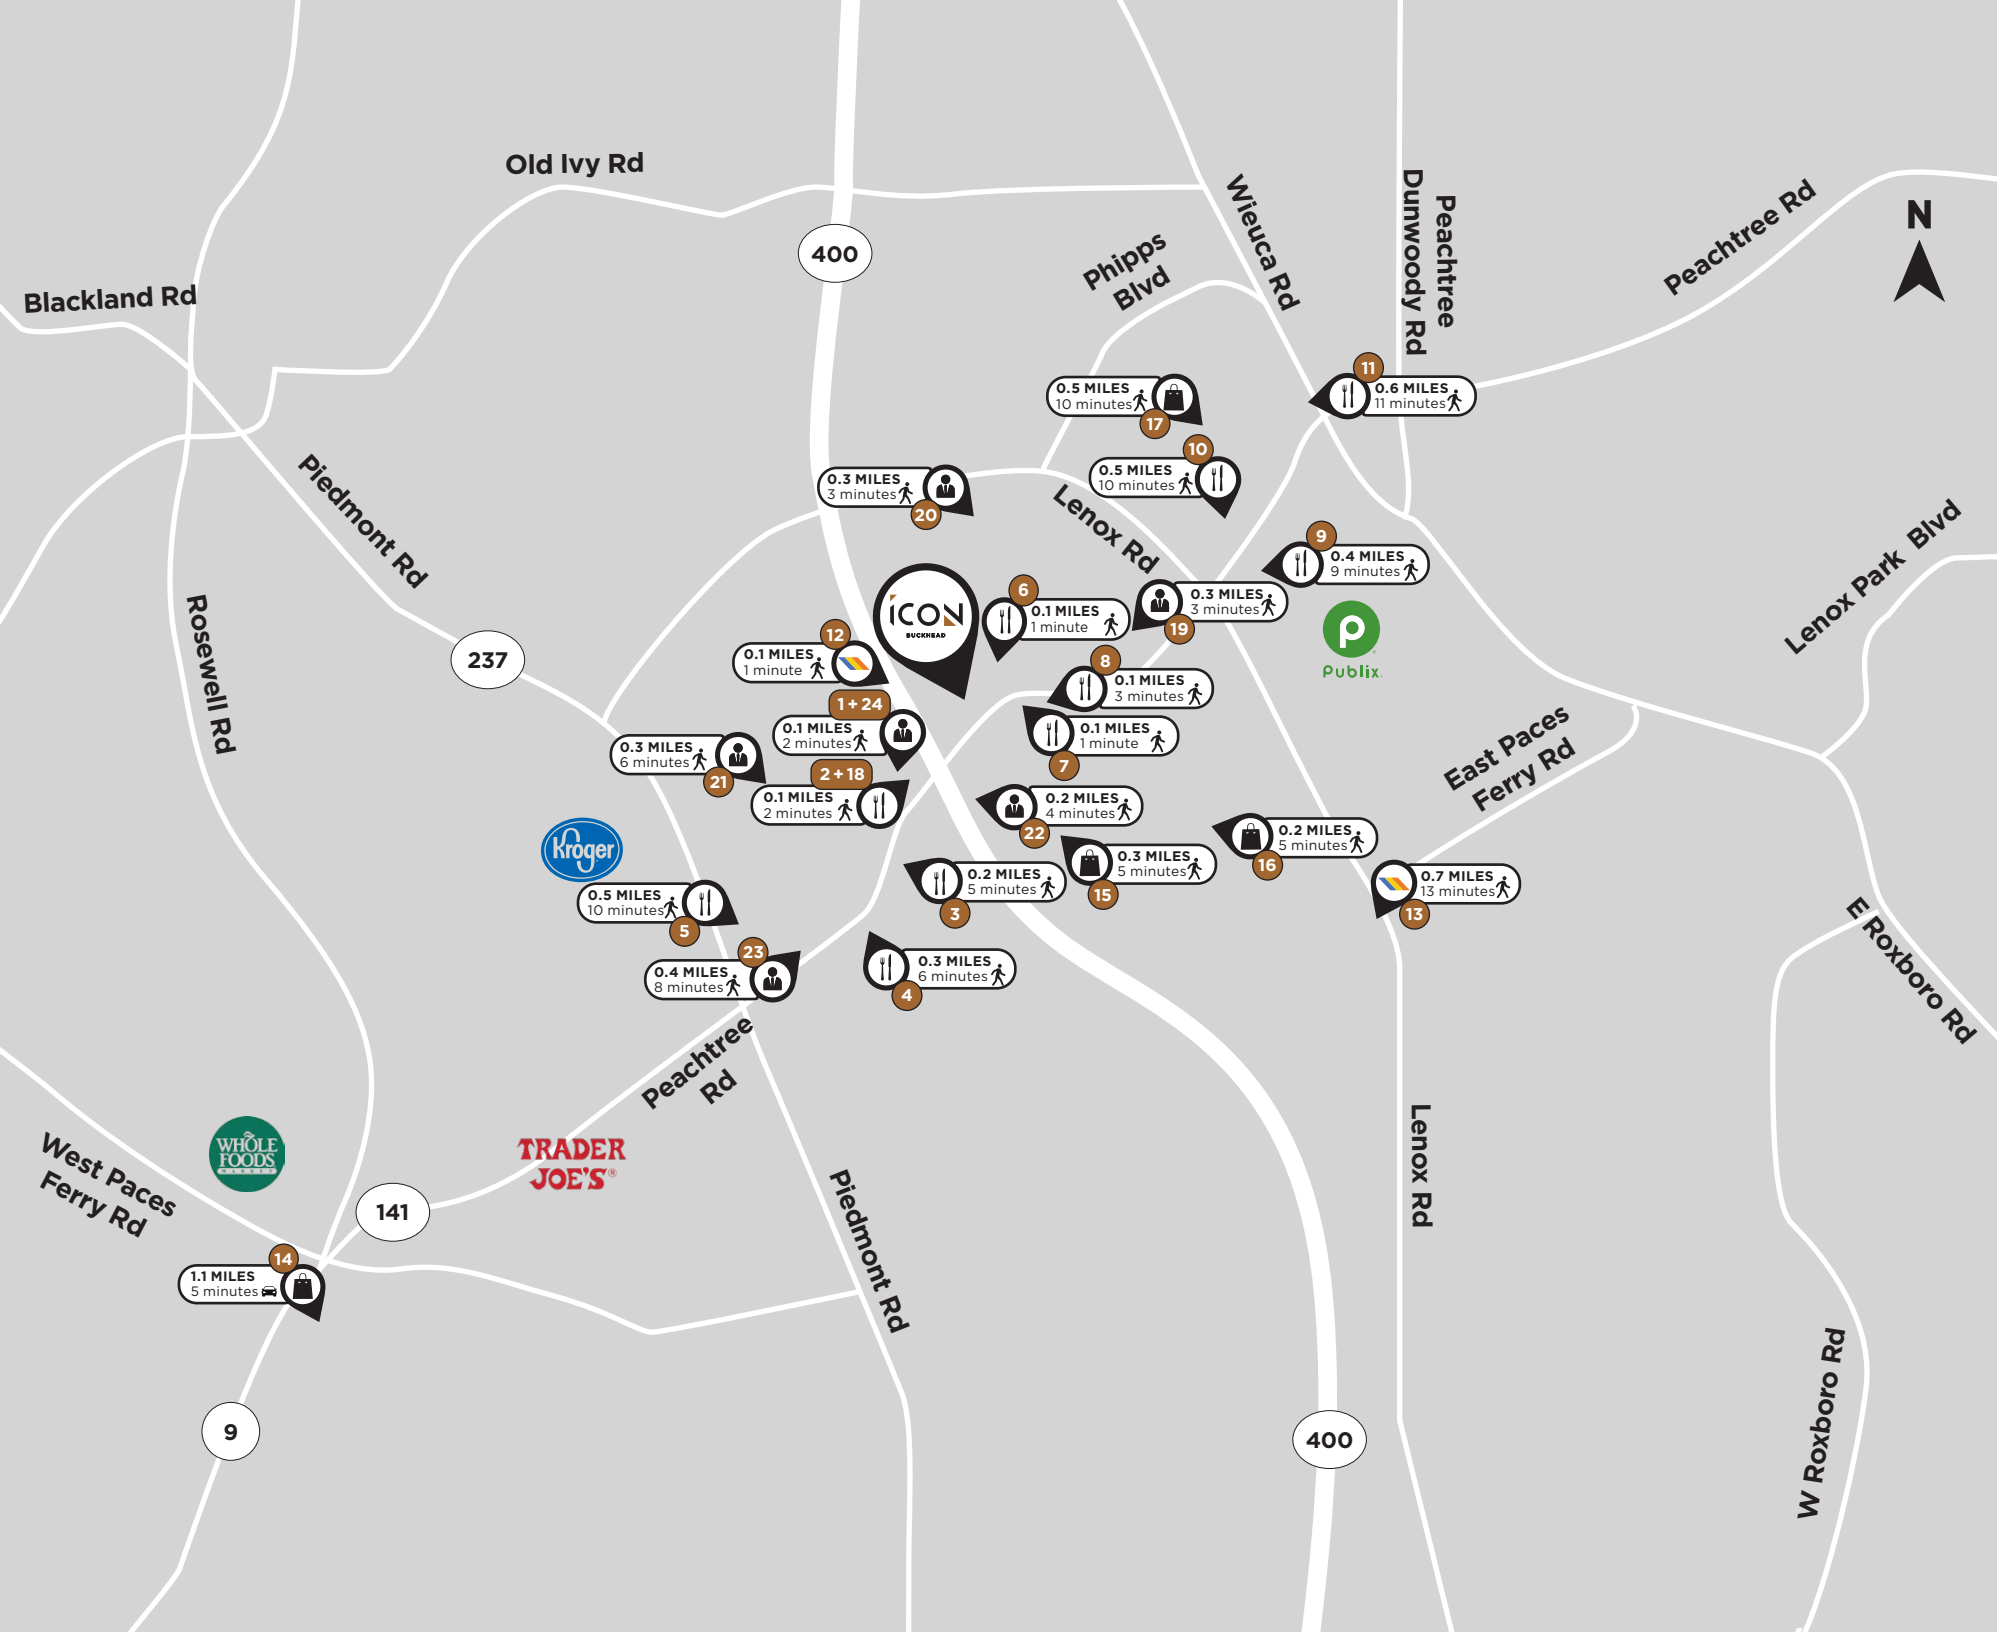 Old Ivy Rd
400
Blackland Rd
Phipps
Blvd
Wieuca Rd
Peachtree
Dunwoody Rd
Peachtree Rd
N
11
0.6 MILES
11 minutes
0.5 MILES
10 minutes
17
10
0.5 MILES
10 minutes
0.3 MILES
3 minutes
20
Lenox Rd
Piedmont Rd
9
0.4 MILES
9 minutes
Lenox Park Blvd
Rosewell Rd
237
ICON
BUCKHEAD
6
0.1 MILES
1 minute
0.3 MILES
3 minutes
19
Publix
12
0.1 MILES
1 minute
8
0.1 MILES
3 minutes
1 + 24
0.1 MILES
2 minutes
0.1 MILES
1 minute
7
0.3 MILES
6 minutes
21
2 + 18
0.1 MILES
2 minutes
0.2 MILES
4 minutes
22
East Paces
Ferry Rd
Kroger
0.2 MILES
5 minutes
16
0.3 MILES
5 minutes
15
0.2 MILES
5 minutes
3
0.7 MILES
13 minutes
13
0.5 MILES
10 minutes
5
23
0.4 MILES
8 minutes
0.3 MILES
6 minutes
4
E Roxboro Rd
Peachtree
Rd
WHOLE
FOODS
MARKET
TRADER
JOE'S®
West Paces
Ferry Rd
141
Piedmont Rd
Lenox Rd
14
1.1 MILES
5 minutes
9
400
W Roxboro Rd